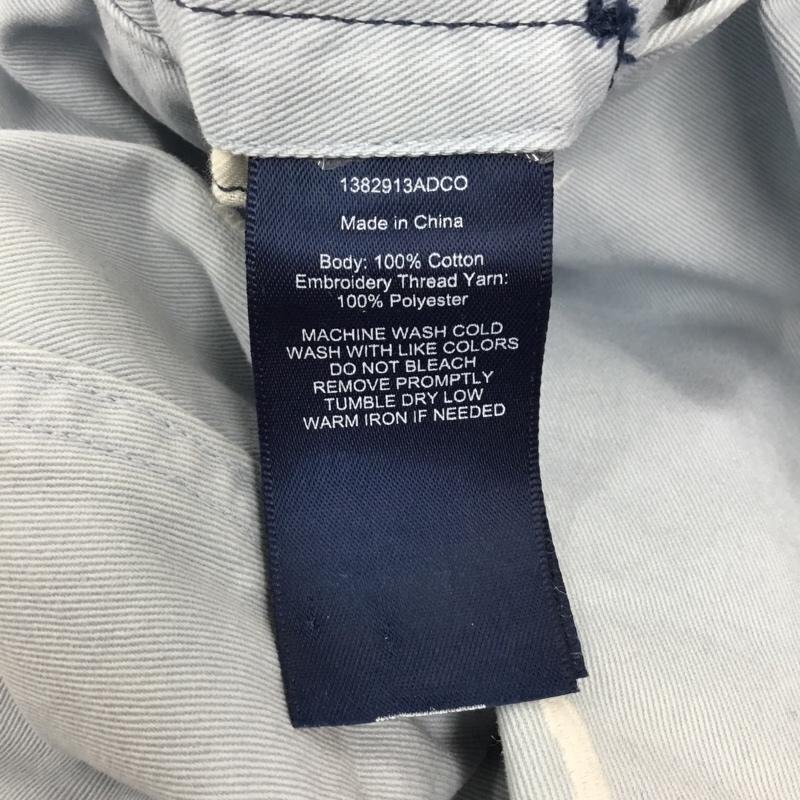 1382913ADCO
Made in China
Body: 100% Cotton
Embroidery Thread Yarn:
100% Polyester
MACHINE WASH COLD
WASH WITH LIKE COLORS
DO NOT BLEACH
REMOVE PROMPTLY
TUMBLE DRY LOW
WARM IRON IF NEEDED